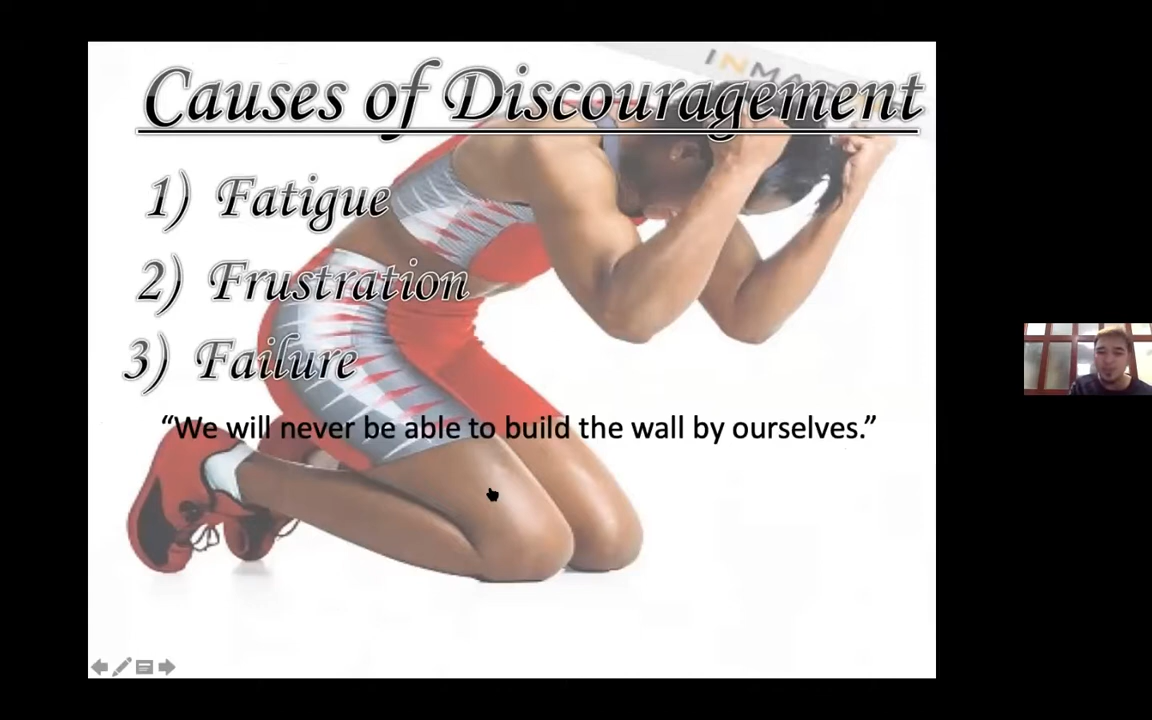 Causes of Discouragement
1) Fatigue
2) Frustration
3) Failure
“We will never be able to build the wall by ourselves.”